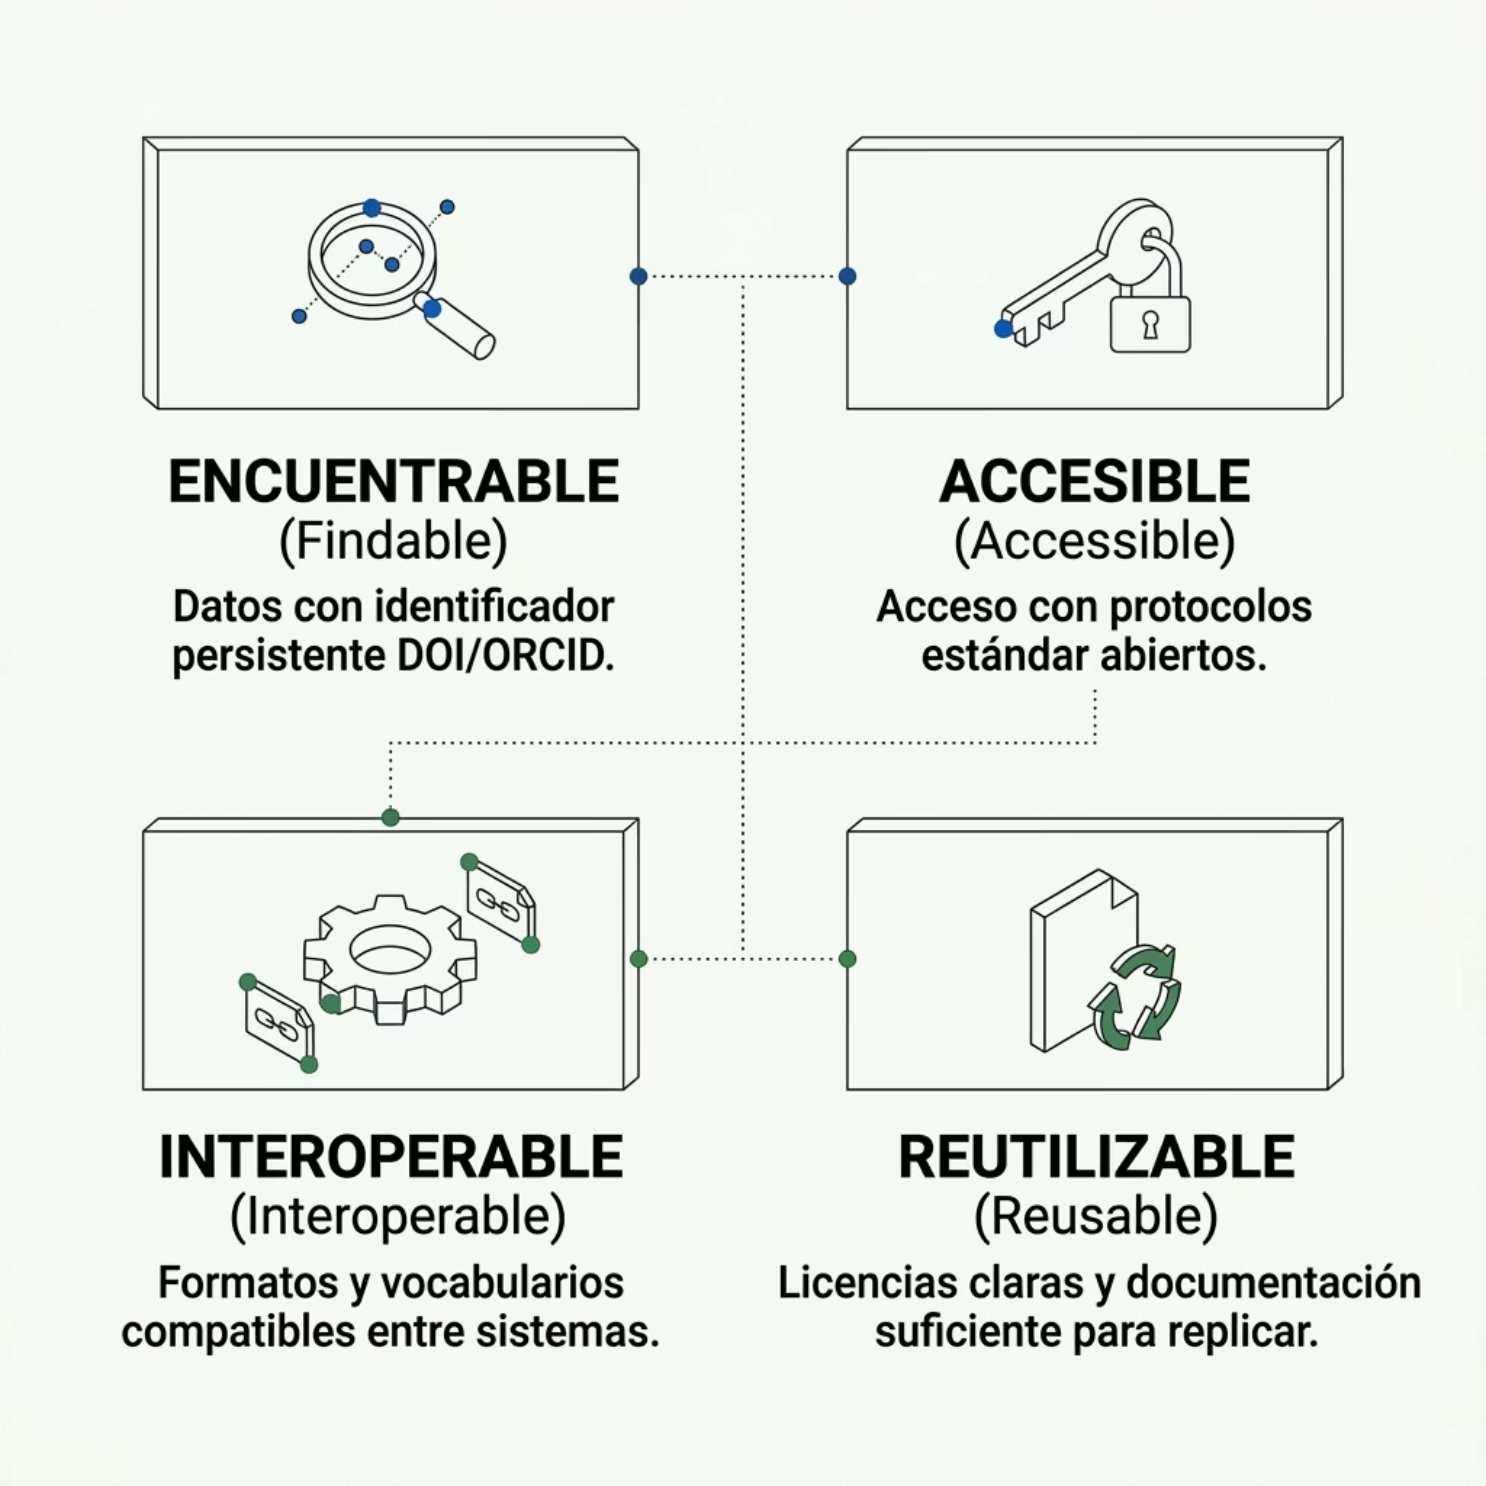 ENCUENTRABLE
(Findable)
Datos con identificador
persistente DOI/ORCID.
ACCESIBLE
(Accessible)
Acceso con protocolos
estándar abiertos.
INTEROPERABLE
(Interoperable)
Formatos y vocabularios
compatibles entre sistemas.
REUTILIZABLE
(Reusable)
Licencias claras y documentación
suficiente para replicar.